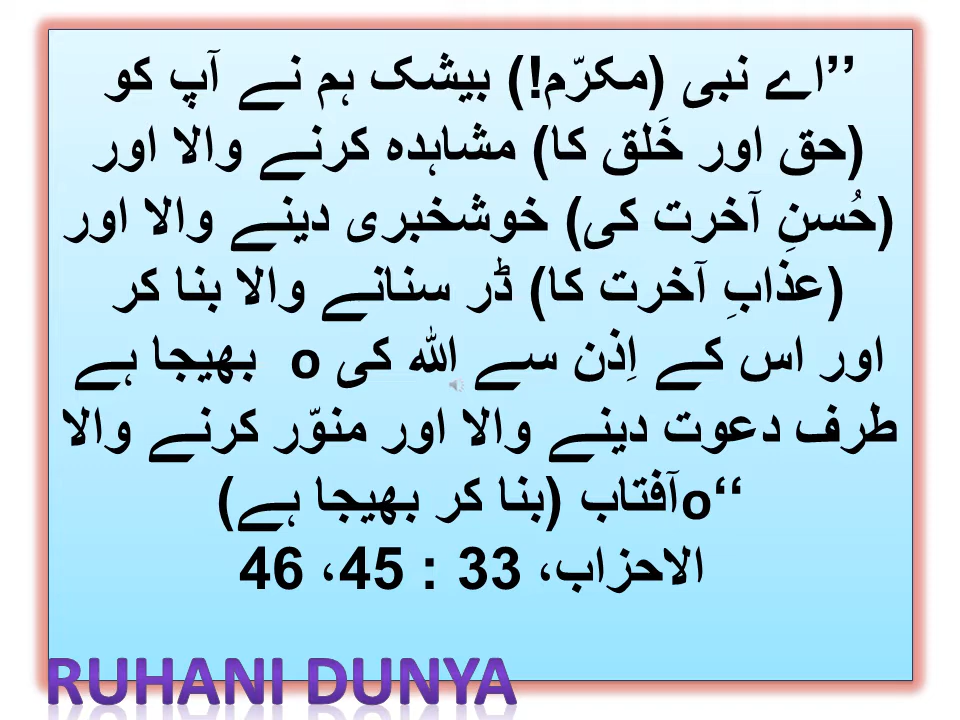 ’’اے نبی (مکرّم!) بیشک ہم نے آپ کو
(حق اور خَلق کا) مشاہدہ کرنے والا اور
(حُسنِ آخرت کی) خوشخبری دینے والا اور
(عذابِ آخرت کا) ڈر سنانے والا بنا کر
بھیجا ہے o اور اس کے اِذن سے اللہ کی
طرف دعوت دینے والا اور منوّر کرنے والا
آفتاب (بنا کر بھیجا ہے)o‘‘
الاحزاب، 33 : 45، 46
RUHANI DUNYA